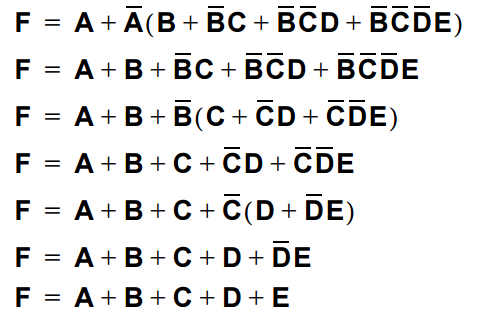 F = A + A̅(B + B̅C + B̅C̅D + B̅C̅D̅E)
F = A + B + B̅C + B̅C̅D + B̅C̅D̅E
F = A + B + B̅(C + C̅D + C̅D̅E)
F = A + B + C + C̅D + C̅D̅E
F = A + B + C + C̅(D + D̅E)
F = A + B + C + D + D̅E
F = A + B + C + D + E